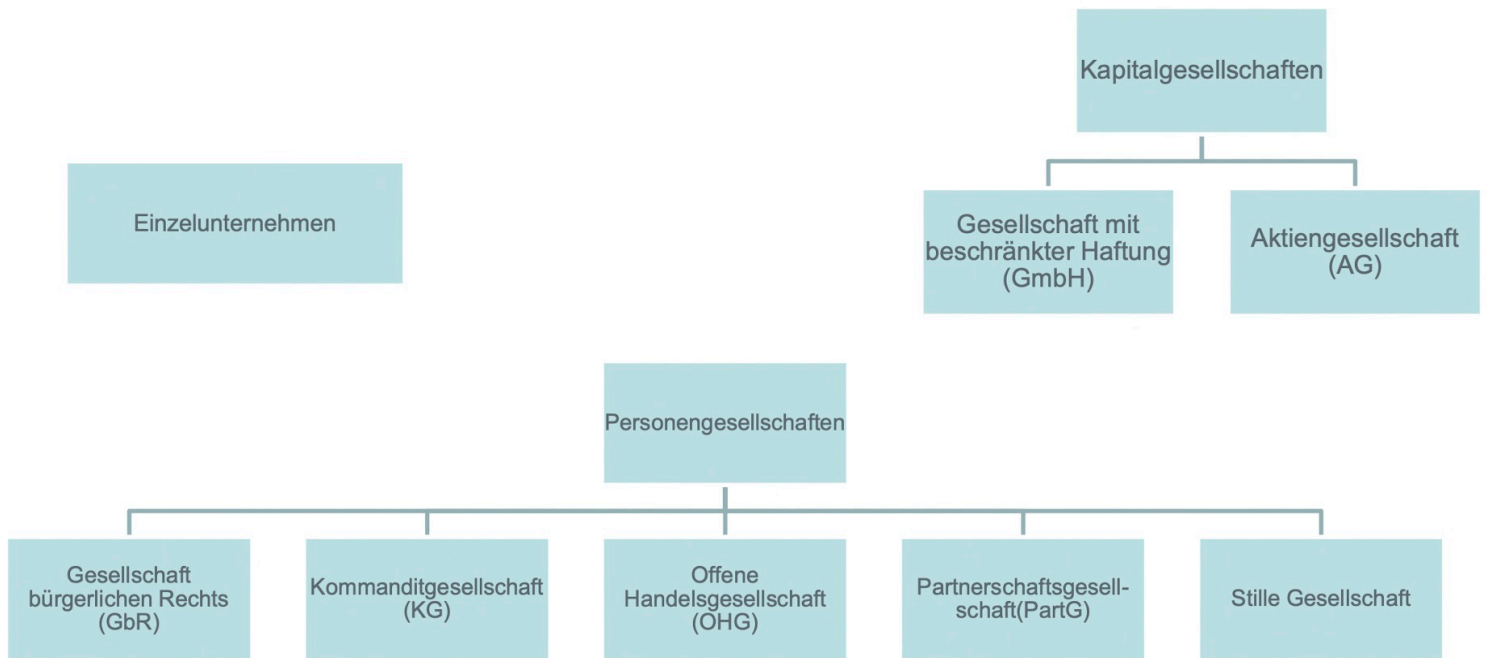 Kapitalgesellschaften
Einzelunternehmen
Gesellschaft mit
beschränkter Haftung
(GmbH)
Aktiengesellschaft
(AG)
Personengesellschaften
Gesellschaft
bürgerlichen Rechts
(GbR)
Kommanditgesellschaft
(KG)
Offene
Handelsgesellschaft
(OHG)
Partnerschaftsgesell-
schaft(PartG)
Stille Gesellschaft